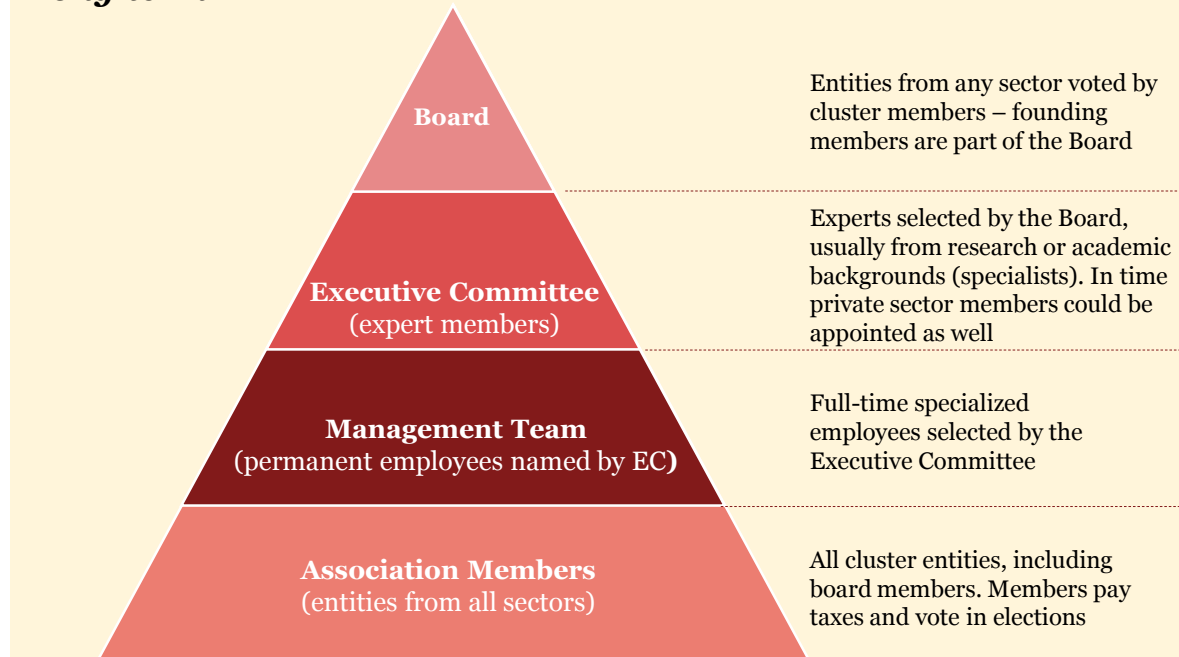 Board
Entities from any sector voted by
cluster members – founding
members are part of the Board
Executive Committee
(expert members)
Experts selected by the Board,
usually from research or academic
backgrounds (specialists). In time
private sector members could be
appointed as well
Management Team
(permanent employees named by EC)
Full-time specialized
employees selected by the
Executive Committee
Association Members
(entities from all sectors)
All cluster entities, including
board members. Members pay
taxes and vote in elections